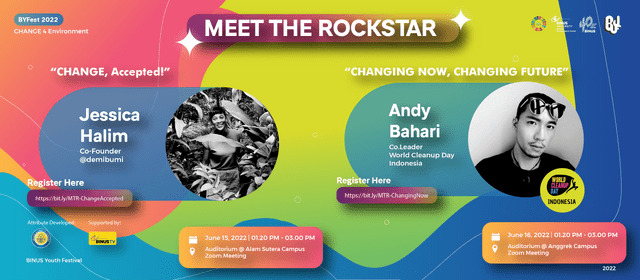 BYFest 2022
CHANGE 4 Environment
MEET THE ROCKSTAR
"CHANGE, Accepted!"
Jessica
Halim
Co-Founder
@demibumi
Register Here
https://bit.ly/MTR-ChangeAccepted
Attribute Developed:
Supported by:
BINUS TV
BINUS Youth Festival
June 15, 2022 | 01.20 PM - 03.00 PM
Auditorium @ Alam Sutera Campus
Zoom Meeting
"CHANGING NOW, CHANGING FUTURE"
Andy
Bahari
Co.Leader
World Cleanup Day
Indonesia
Register Here
https://bit.ly/MTR-ChangingNow
WORLD
CLEANUP
DAY
INDONESIA
June 16, 2022 | 01.20 PM - 03.00 PM
Auditorium @ Anggrek Campus
Zoom Meeting
2022